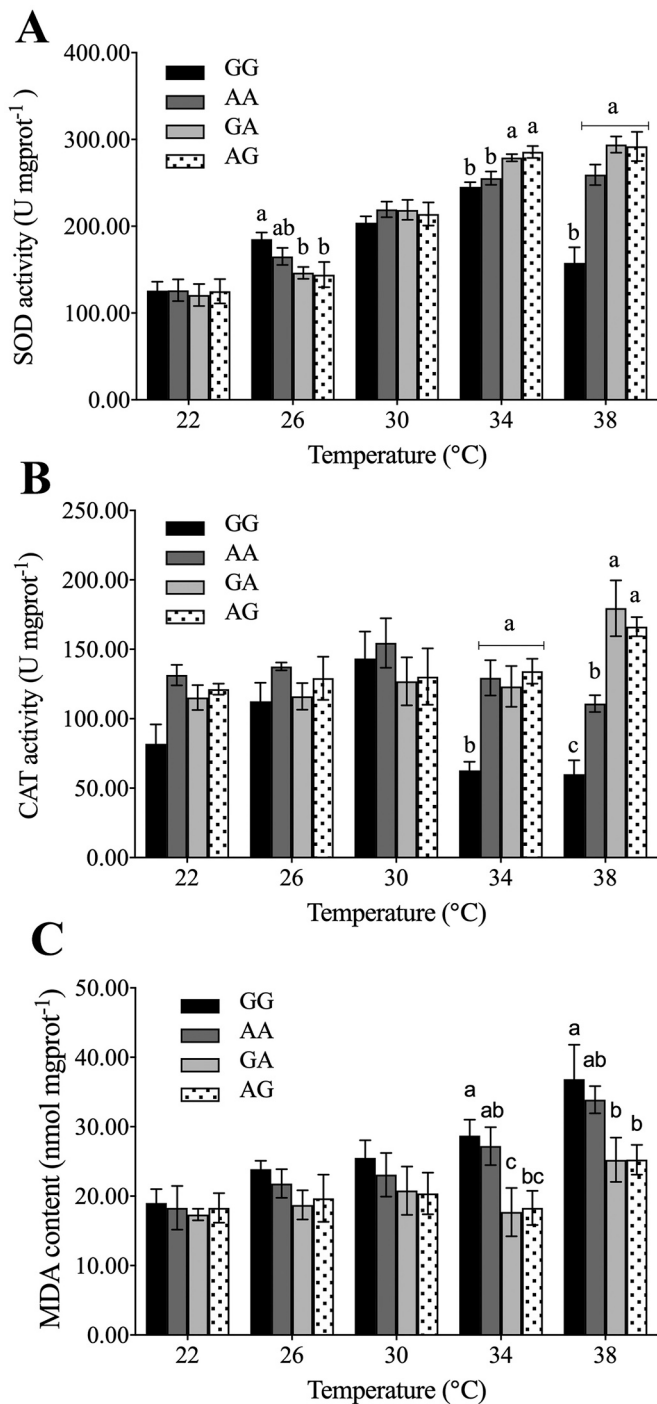 A
SOD activity (U mgprot-1)
400.00
300.00
200.00
100.00
0.00
GG
AA
GA
AG
a ab b b
b b a a
a
b
22 26 30 34 38
Temperature (°C)
B
CAT activity (U mgprot-1)
250.00
200.00
150.00
100.00
50.00
0.00
GG
AA
GA
AG
a
b
a
a
b
c
22 26 30 34 38
Temperature (°C)
C
MDA content (nmol mgprot-1)
50.00
40.00
30.00
20.00
10.00
0.00
GG
AA
GA
AG
a ab c bc
a ab b b
22 26 30 34 38
Temperature (°C)